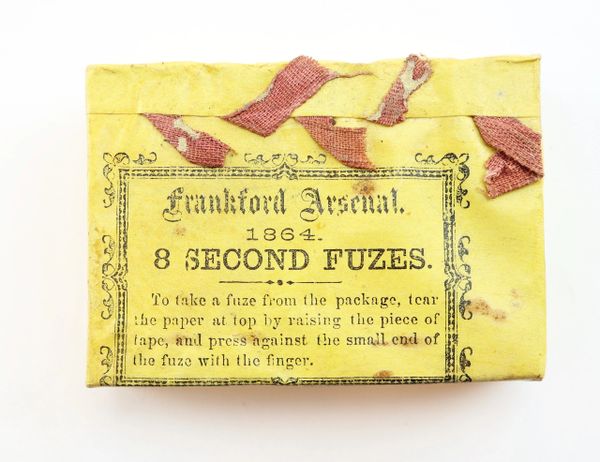 Frankford Arsenal.
1864.
8 SECOND FUZES.
To take a fuze from the package, tear
the paper at top by raising the piece of
tape, and press against the small end of
the fuze with the finger.